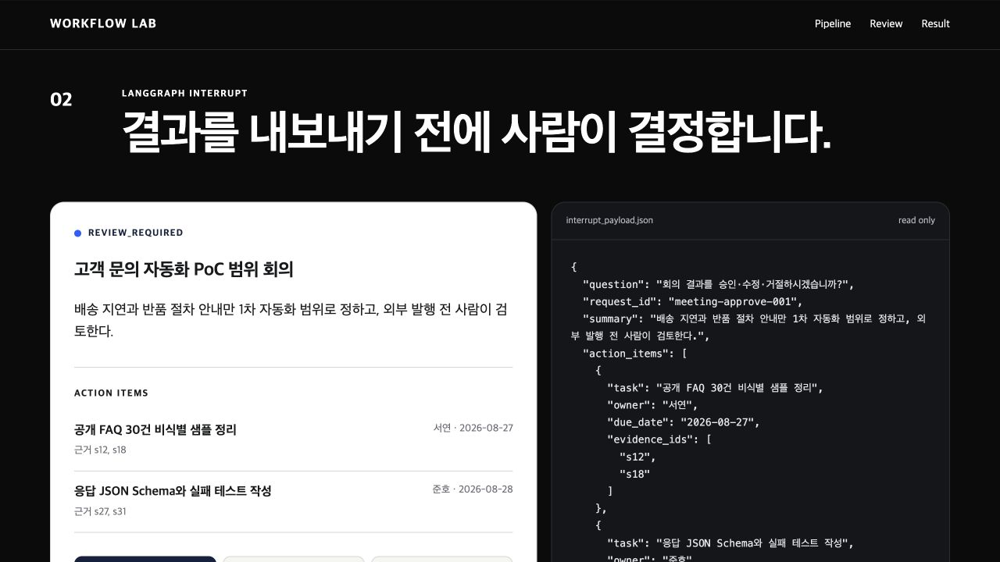 WORKFLOW LAB
Pipeline Review Result
02
LANGGRAPH INTERRUPT
결과를 내보내기 전에 사람이 결정합니다.
REVIEW_REQUIRED
고객 문의 자동화 PoC 범위 회의
배송 지연과 반품 절차 안내만 1차 자동화 범위로 정하고, 외부 발행 전 사람이 검
토한다.
ACTION ITEMS
공개 FAQ 30건 비식별 샘플 정리
서연 · 2026-08-27
근거 s12, s18
응답 JSON Schema와 실패 테스트 작성
준호 · 2026-08-28
근거 s27, s31
interrupt_payload.json
read only
{
"question": "회의 결과를 승인·수정·거절하시겠습니까?",
"request_id": "meeting-approve-001",
"summary": "배송 지연과 반품 절차 안내만 1차 자동화 범위로 정하고, 외
부 발행 전 사람이 검토한다.",
"action_items": [
{
"task": "공개 FAQ 30건 비식별 샘플 정리",
"owner": "서연",
"due_date": "2026-08-27",
"evidence_ids": [
"s12",
"s18"
]
},
{
"task": "응답 JSON Schema와 실패 테스트 작성",
"owner": "준호"